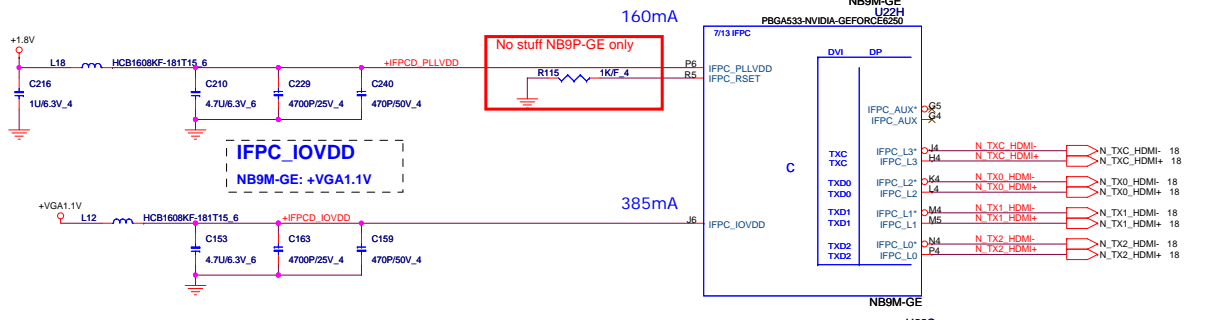 NB9M-GE
U22H
160mA
PBGA533-NVIDIA-GEFORCE6250
7/13 IFPC
+1.8V
No stuff NB9P-GE only
DVI DP
L18 HCB1608KF-181T15_6
+IFPCD_PLLVDD
P6 IFPC_PLLVDD
R115 1K/F_4
R5 IFPC_RSET
C216
1U/6.3V_4
C210
4.7U/6.3V_6
C229
4700P/25V_4
C240
470P/50V_4
IFPC_AUX* G5
IFPC_AUX G4
IFPC_IOVDD
NB9M-GE: +VGA1.1V
C
TXC IFPC_L3* J4 N_TXC_HDMI- N_TXC_HDMI- 18
TXC IFPC_L3 H4 N_TXC_HDMI+ N_TXC_HDMI+ 18
TXD0 IFPC_L2* K4 N_TX0_HDMI- N_TX0_HDMI- 18
TXD0 IFPC_L2 L4 N_TX0_HDMI+ N_TX0_HDMI+ 18
385mA
+VGA1.1V
L12 HCB1608KF-181T15_6
+IFPCD_IOVDD
J6 IFPC_IOVDD
TXD1 IFPC_L1* M4 N_TX1_HDMI- N_TX1_HDMI- 18
TXD1 IFPC_L1 M5 N_TX1_HDMI+ N_TX1_HDMI+ 18
C153
4.7U/6.3V_6
C163
4700P/25V_4
C159
470P/50V_4
TXD2 IFPC_L0* N4 N_TX2_HDMI- N_TX2_HDMI- 18
TXD2 IFPC_L0 P4 N_TX2_HDMI+ N_TX2_HDMI+ 18
NB9M-GE